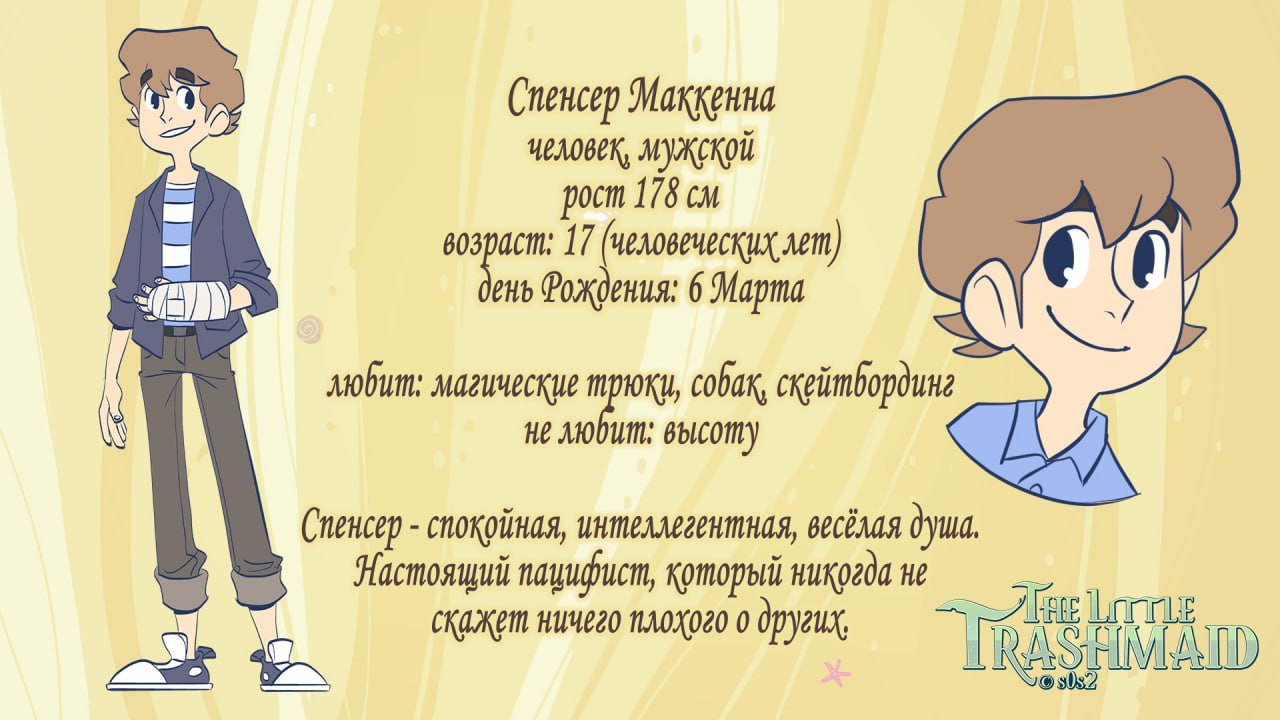 Спенсер Маккенна
человек, мужской
рост 178 см
возраст: 17 (человеческих лет)
день Рождения: 6 Марта
любит: магические трюки, собак, скейтбординг
не любит: высоту
Спенсер - спокойная, интеллегентная, весёлая душа.
Настоящий пацифист, который никогда не
скажет ничего плохого о других.
THE LITTLE
TRASHMAID
© s0s2